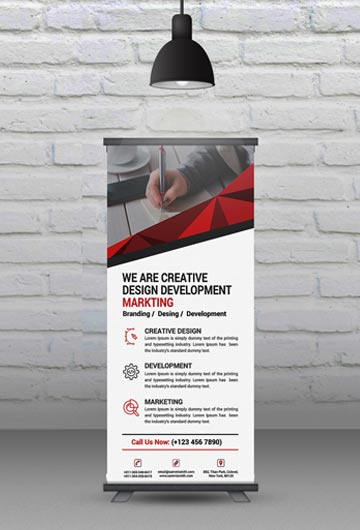 WE ARE CREATIVE
DESIGN DEVELOPMENT
MARKTING
Branding / Desing / Development
CREATIVE DESIGN
Lorem Ipsum is simply dummy text of the printing
and typesetting industry. Lorem Ipsum has been the
industry's standard dummy text.
DEVELOPMENT
Lorem Ipsum is simply dummy text of the printing
and typesetting industry. Lorem Ipsum has been the
industry's standard dummy text.
MARKETING
Lorem Ipsum is simply dummy text of the printing
and typesetting industry. Lorem Ipsum has been the
industry's standard dummy text.
Call Us Now: (+123 456 7890)